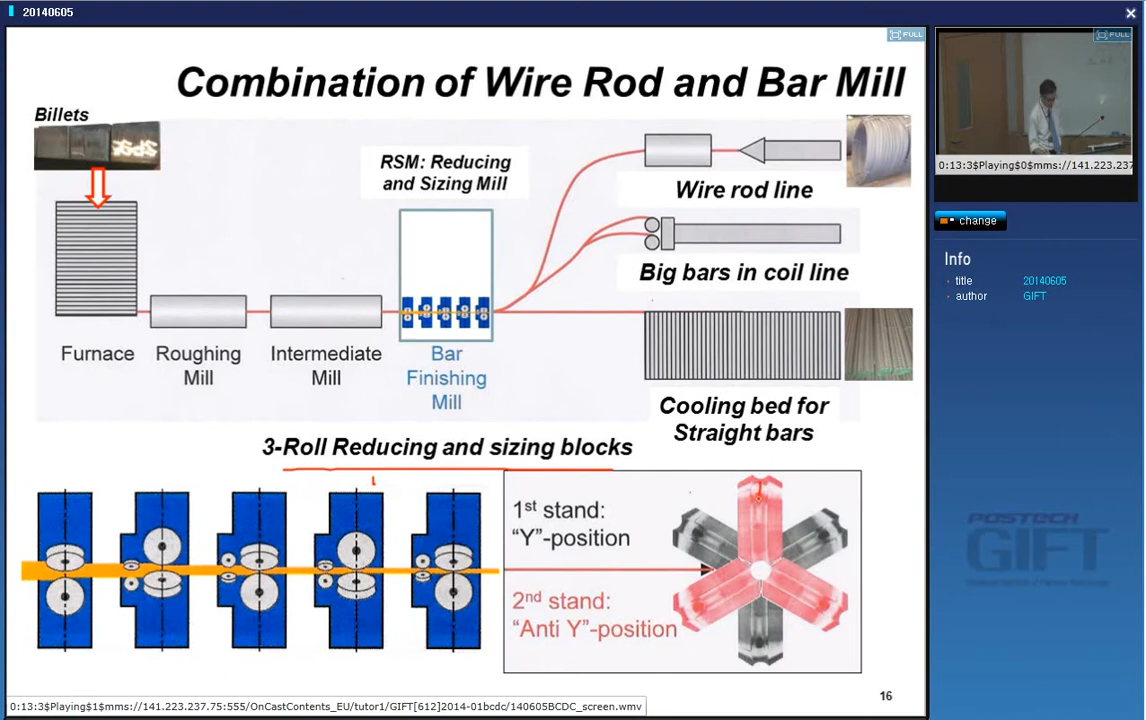 20140605
FULL
FULL
Combination of Wire Rod and Bar Mill
Billets
RSM: Reducing
and Sizing Mill
Wire rod line
Big bars in coil line
Furnace
Roughing
Mill
Intermediate
Mill
Bar
Finishing
Mill
Cooling bed for
Straight bars
3-Roll Reducing and sizing blocks
1st stand:
"Y"-position
2nd stand:
"Anti Y"-position
16
0:13:3$Playing$1$mms://141.223.237.75:555/OnCastContents_EU/tutor1/GIFT[612]2014-01bcdc/140605BCDC_screen.wmv
0:13:3$Playing$0$mms://141.223.237
change
Info
title 20140605
author GIFT
POSTECH
GIFT